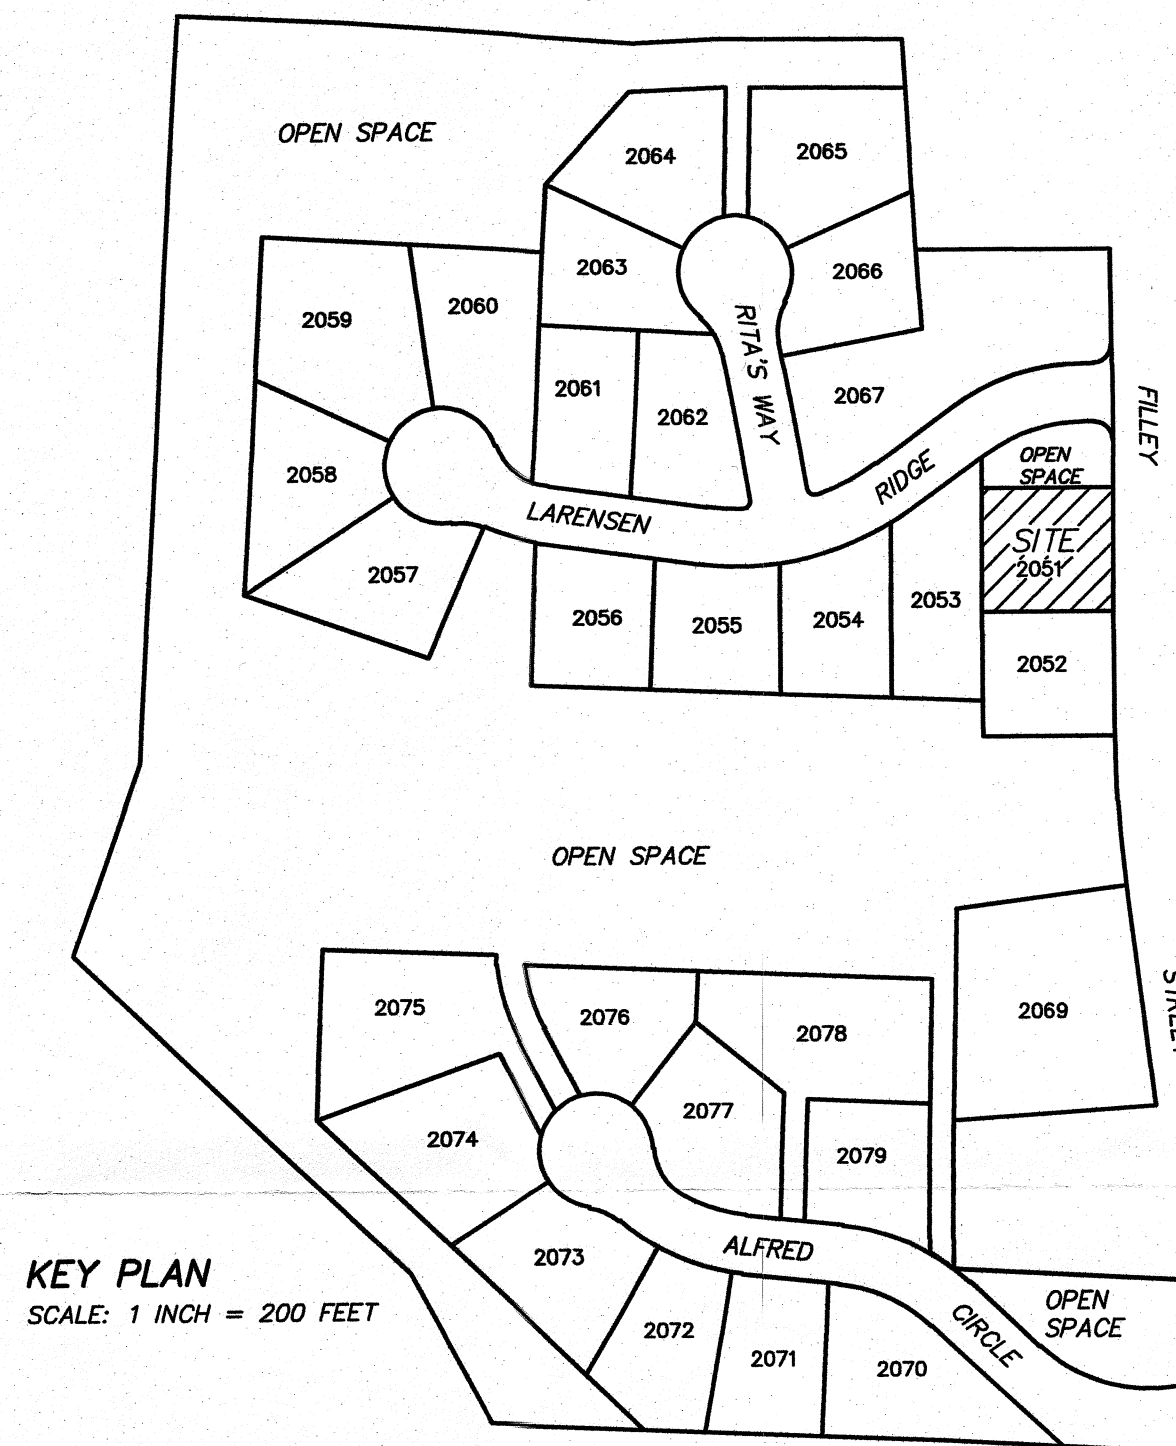 OPEN SPACE
2064
2065
2063
2066
2059
2060
RITA'S WAY
2061
2062
2067
FILLEY
OPEN
SPACE
2058
RIDGE
LARENSEN
SITE
2051
2057
2056
2055
2054
2053
2052
OPEN SPACE
2075
2076
2078
2069
STREET
2077
2074
2079
2073
ALFRED
KEY PLAN
SCALE: 1 INCH = 200 FEET
OPEN
SPACE
CIRCLE
2072
2071
2070